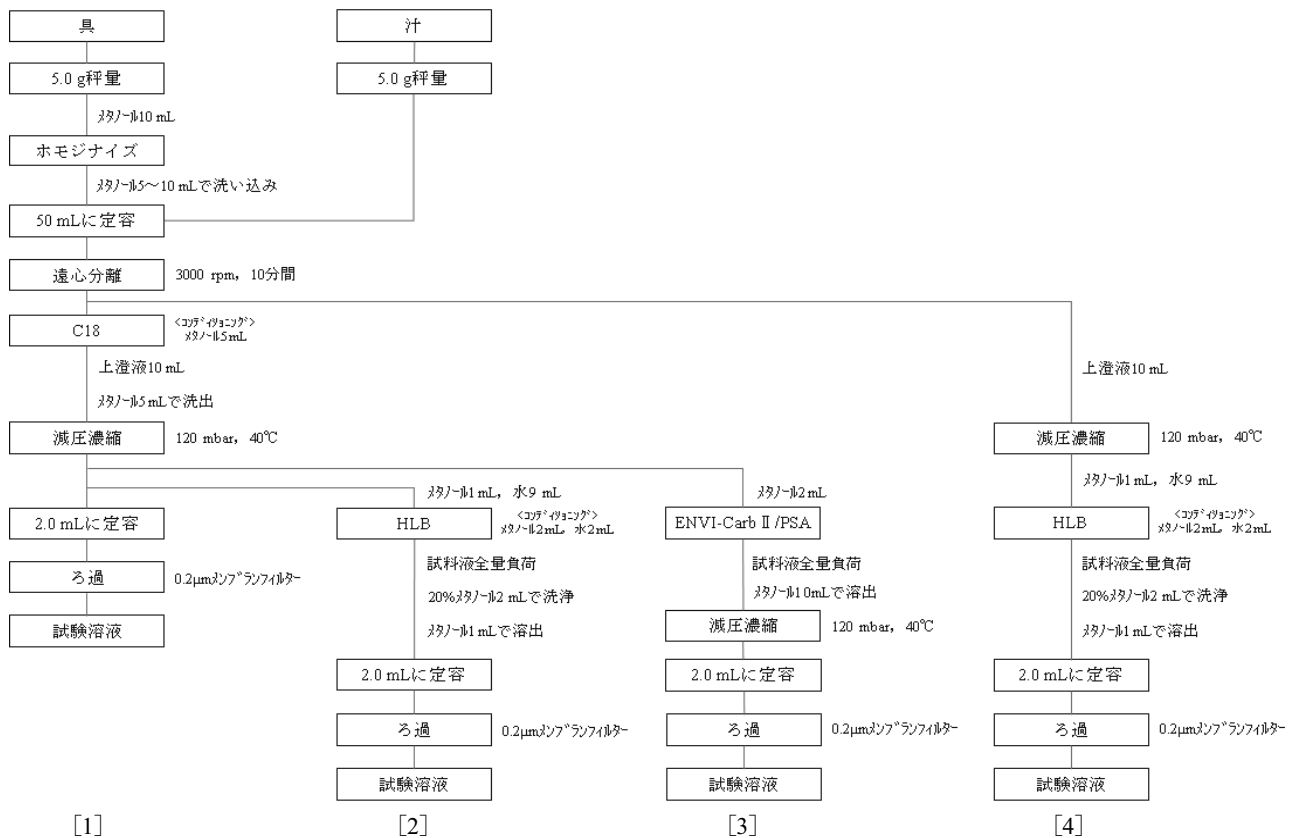 具
汁
5.0 g秤量
5.0 g秤量
ﾒﾀﾉｰﾙ10 mL
ホモジナイズ
ﾒﾀﾉｰﾙ5～10 mLで洗い込み
50 mLに定容
遠心分離
3000 rpm，10分間
C18
<ｺﾝﾃﾞｨｼｮﾆﾝｸﾞ>
ﾒﾀﾉｰﾙ5mL
上澄液10 mL
上澄液10 mL
ﾒﾀﾉｰﾙ5mLで洗出
減圧濃縮
120 mbar，40℃
減圧濃縮
120 mbar，40℃
ﾒﾀﾉｰﾙ1mL，水9 mL
ﾒﾀﾉｰﾙ2mL
ﾒﾀﾉｰﾙ1mL，水9 mL
2.0 mLに定容
HLB
<ｺﾝﾃﾞｨｼｮﾆﾝｸﾞ>
ﾒﾀﾉｰﾙ2mL，水2mL
ENVI-Carb Ⅱ/PSA
HLB
<ｺﾝﾃﾞｨｼｮﾆﾝｸﾞ>
ﾒﾀﾉｰﾙ2mL，水2mL
ろ過
0.2μmﾒﾝﾌﾞﾗﾝﾌｨﾙﾀｰ
試料液全量負荷
試料液全量負荷
試料液全量負荷
20%ﾒﾀﾉｰﾙ2 mLで洗浄
ﾒﾀﾉｰﾙ10mLで溶出
20%ﾒﾀﾉｰﾙ2 mLで洗浄
試験溶液
ﾒﾀﾉｰﾙ1mLで溶出
減圧濃縮
120 mbar，40℃
ﾒﾀﾉｰﾙ1mLで溶出
2.0 mLに定容
2.0 mLに定容
2.0 mLに定容
ろ過
0.2μmﾒﾝﾌﾞﾗﾝﾌｨﾙﾀｰ
ろ過
0.2μmﾒﾝﾌﾞﾗﾝﾌｨﾙﾀｰ
ろ過
0.2μmﾒﾝﾌﾞﾗﾝﾌｨﾙﾀｰ
試験溶液
試験溶液
試験溶液
［1］
［2］
［3］
［4］